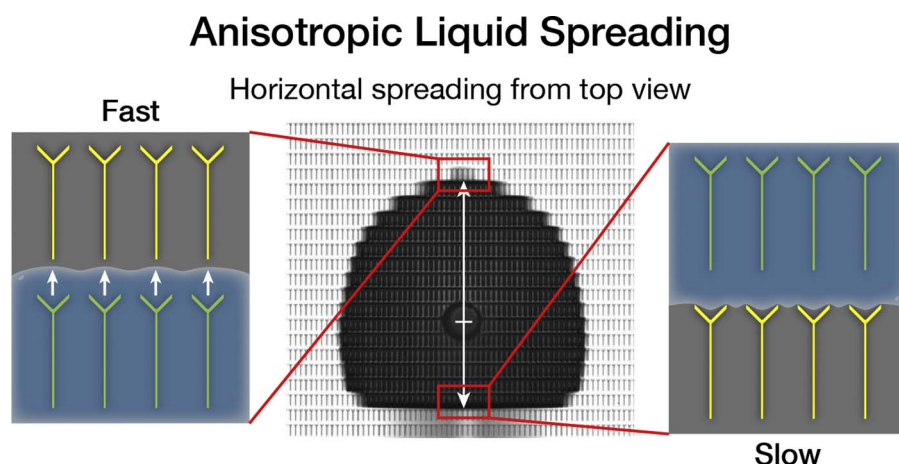 Anisotropic Liquid Spreading
Horizontal spreading from top view
Fast
Slow